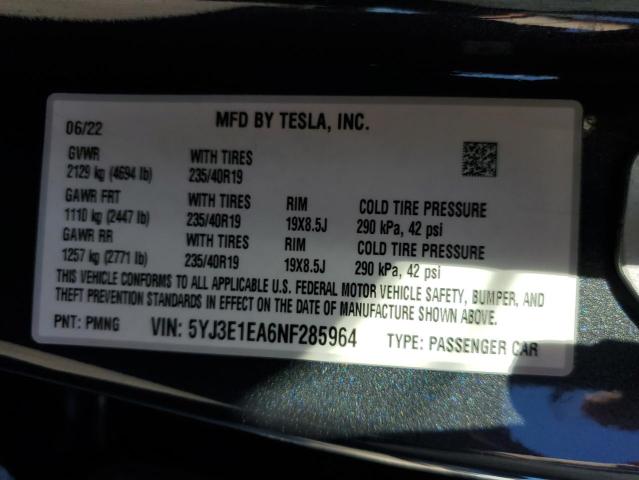 MFD BY TESLA, INC.
06/22
GVWR WITH TIRES
2129 kg (4694 lb) 235/40R19
GAWR FRT WITH TIRES RIM COLD TIRE PRESSURE
1110 kg (2447 lb) 235/40R19 19X8.5J 290 kPa, 42 psi
GAWR RR WITH TIRES RIM COLD TIRE PRESSURE
1257 kg (2771 lb) 235/40R19 19X8.5J 290 kPa, 42 psi
THIS VEHICLE CONFORMS TO ALL APPLICABLE U.S. FEDERAL MOTOR VEHICLE SAFETY, BUMPER, AND
THEFT PREVENTION STANDARDS IN EFFECT ON THE DATE OF MANUFACTURE SHOWN ABOVE.
PNT: PMNG VIN: 5YJ3E1EA6NF285964 TYPE: PASSENGER CAR